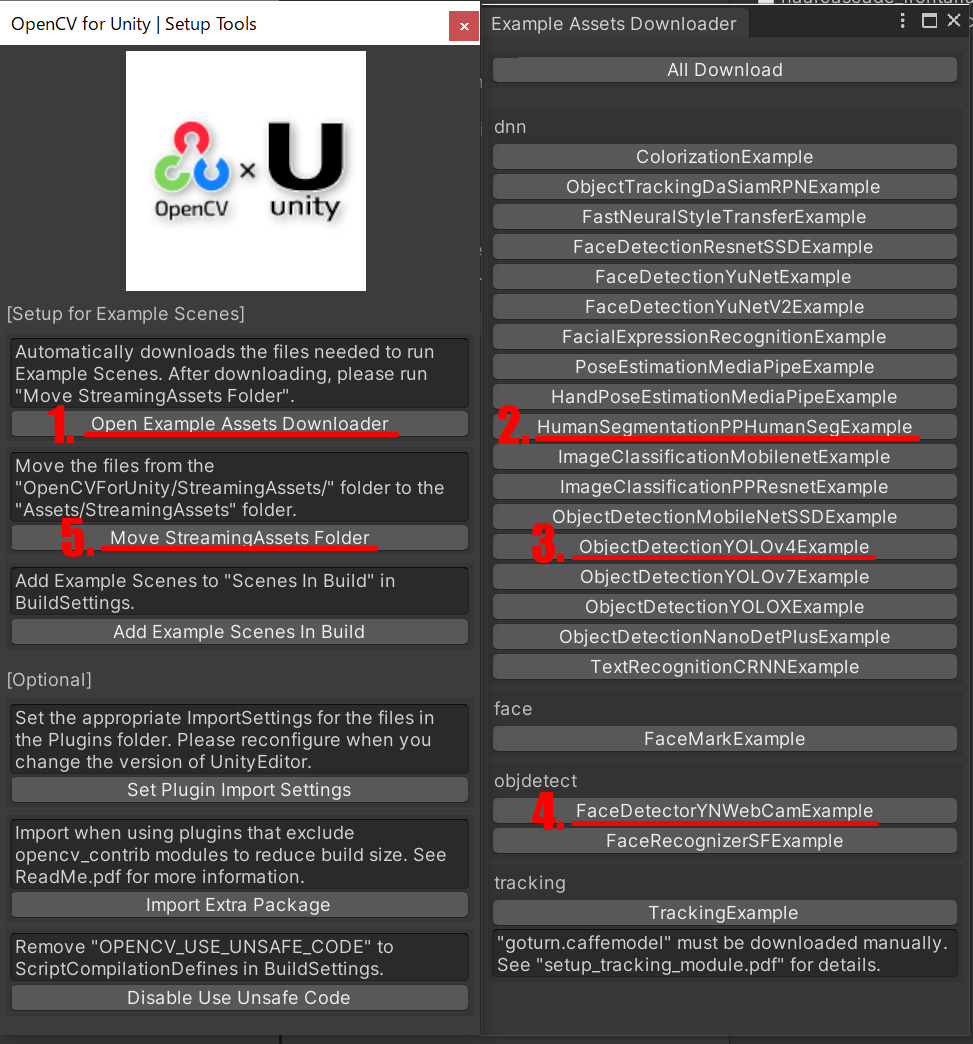 OpenCV for Unity | Setup Tools
OpenCV
×
unity
[Setup for Example Scenes]
Automatically downloads the files needed to run
Example Scenes. After downloading, please run
"Move StreamingAssets Folder".
1. Open Example Assets Downloader
Move the files from the
"OpenCVForUnity/StreamingAssets/" folder to the
"Assets/StreamingAssets" folder.
5. Move StreamingAssets Folder
Add Example Scenes to "Scenes In Build" in
BuildSettings.
Add Example Scenes In Build
[Optional]
Set the appropriate ImportSettings for the files in
the Plugins folder. Please reconfigure when you
change the version of UnityEditor.
Set Plugin Import Settings
Import when using plugins that exclude
opencv_contrib modules to reduce build size. See
ReadMe.pdf for more information.
Import Extra Package
Remove "OPENCV_USE_UNSAFE_CODE" to
ScriptCompilationDefines in BuildSettings.
Disable Use Unsafe Code
Example Assets Downloader
All Download
dnn
ColorizationExample
ObjectTrackingDaSiamRPNExample
FastNeuralStyleTransferExample
FaceDetectionResnetSSDExample
FaceDetectionYuNetExample
FaceDetectionYuNetV2Example
FacialExpressionRecognitionExample
PoseEstimationMediaPipeExample
HandPoseEstimationMediaPipeExample
2. HumanSegmentationPPHumanSegExample
ImageClassificationMobilenetExample
ImageClassificationPPResnetExample
ObjectDetectionMobileNetSSDExample
3. ObjectDetectionYOLOv4Example
ObjectDetectionYOLOv7Example
ObjectDetectionYOLOXExample
ObjectDetectionNanoDetPlusExample
TextRecognitionCRNNExample
face
FaceMarkExample
objdetect
4. FaceDetectorYNWebCamExample
FaceRecognizerSFExample
tracking
TrackingExample
"goturn.caffemodel" must be downloaded manually.
See "setup_tracking_module.pdf" for details.